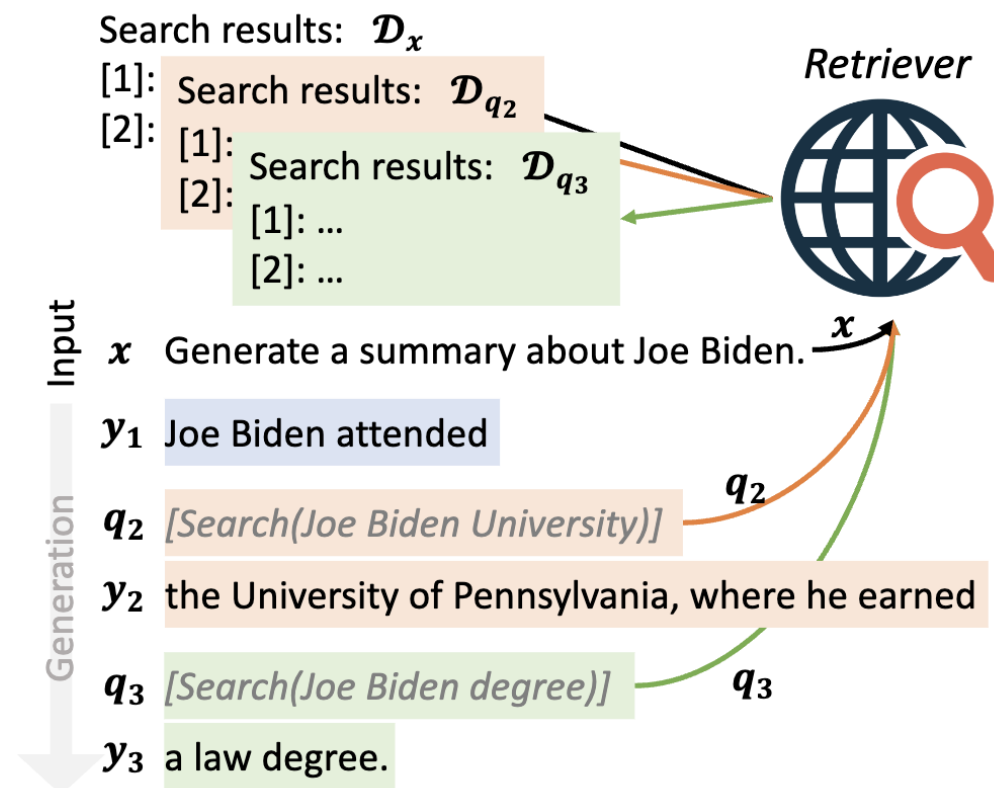 Search results: 𝓓x
[1]:
[2]:
Search results: 𝓓q2
[1]:
[2]:
Search results: 𝓓q3
[1]: ...
[2]: ...
Retriever
Input
x Generate a summary about Joe Biden.
x
Generation
y1 Joe Biden attended
q2 [Search(Joe Biden University)]
q2
y2 the University of Pennsylvania, where he earned
q3 [Search(Joe Biden degree)]
q3
y3 a law degree.